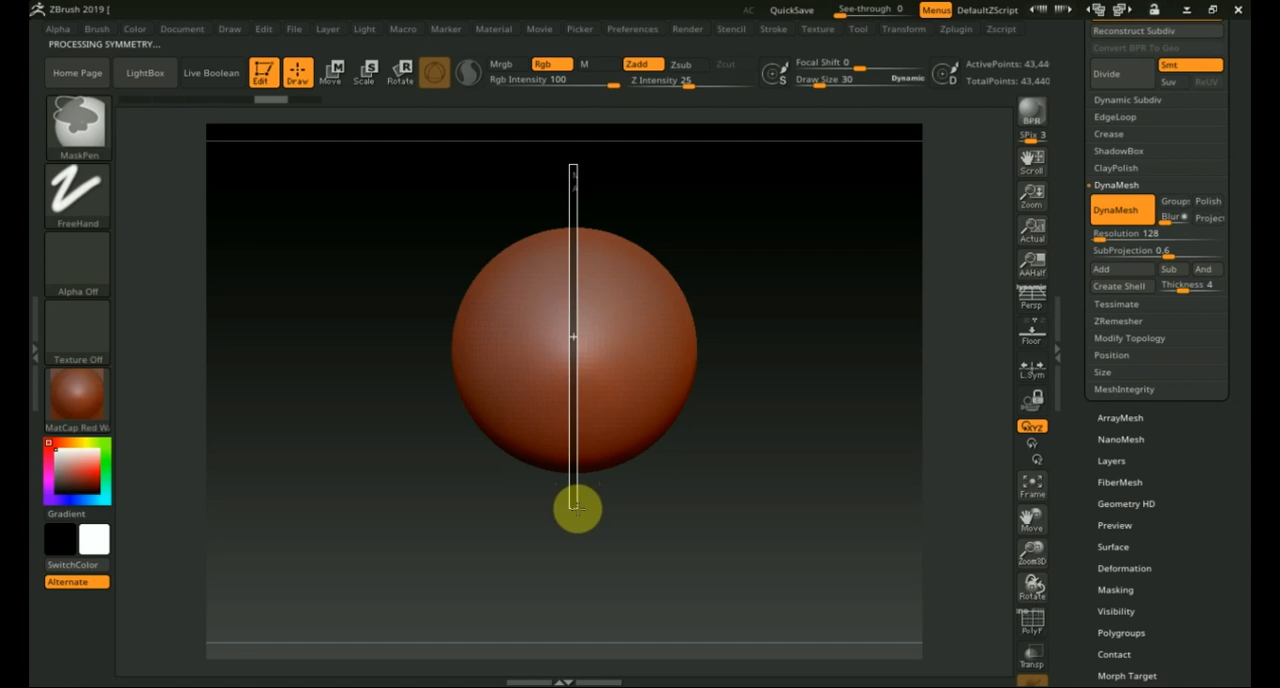 ZBrush 2019 [
AC QuickSave See-through 0 Menus DefaultZScript
Alpha Brush Color Document Draw Edit File Layer Light Macro Marker Material Movie Picker Preferences Render Stencil Stroke Texture Tool Transform Zplugin Zscript
PROCESSING SYMMETRY...
Home Page LightBox Live Boolean Edit Draw Move Scale Rotate
Mrgb Rgb M Zadd Zsub Zcut
Rgb Intensity 100 Z Intensity 25
S Focal Shift 0
Draw Size 30 Dynamic
D ActivePoints: 43,44
TotalPoints: 43,440
MaskPen
FreeHand
Alpha Off
Texture Off
MatCap Red W
Gradient
SwitchColor
Alternate
BPR
SPix 3
Scroll
Zoom
Actual
AAHalf
Dynamic
Persp
Floor
L.Sym
XYZ
Y
Z
Frame
Move
Zoom3D
Rotate
PolyF
Transp
Reconstruct Subdiv
Convert BPR To Geo
Divide Smt
Suv ReUV
Dynamic Subdiv
EdgeLoop
Crease
ShadowBox
ClayPolish
DynaMesh
DynaMesh Groups Polish
Blur Project
Resolution 128
SubProjection 0.6
Add Sub And
Create Shell Thickness 4
Tessimate
ZRemesher
Modify Topology
Position
Size
MeshIntegrity
ArrayMesh
NanoMesh
Layers
FiberMesh
Geometry HD
Preview
Surface
Deformation
Masking
Visibility
Polygroups
Contact
Morph Target